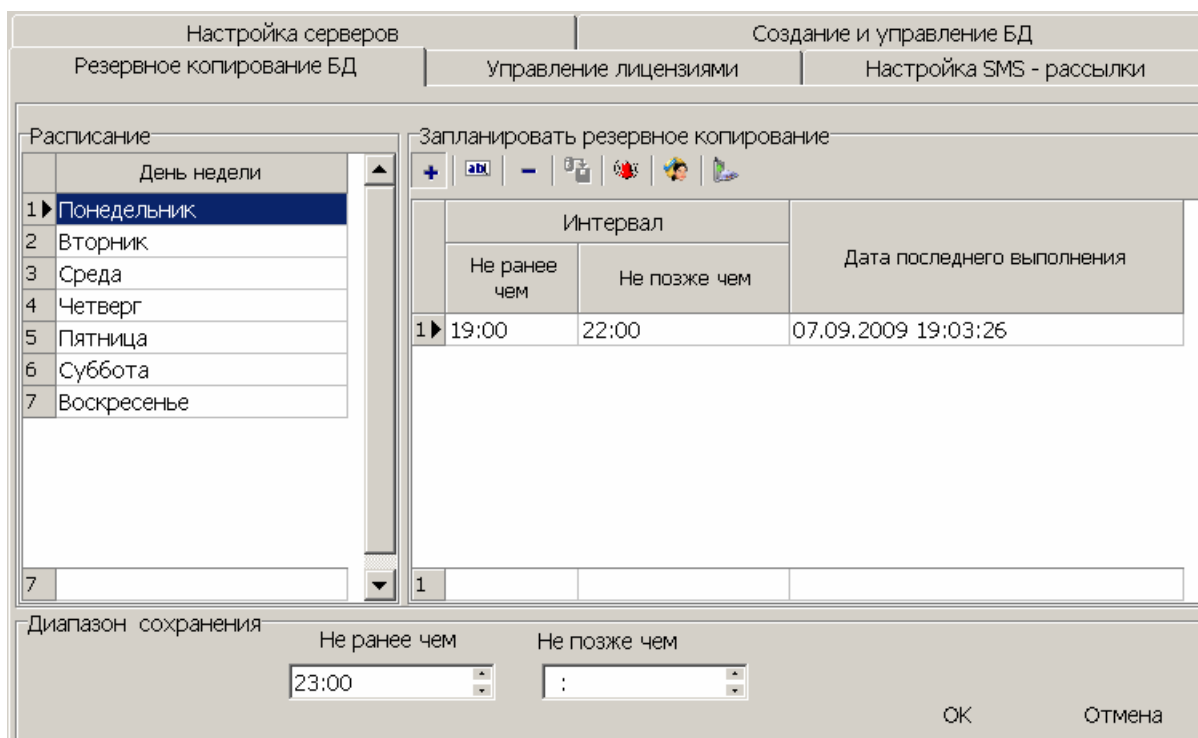 Настройка серверов Создание и управление БД
Резервное копирование БД Управление лицензиями Настройка SMS - рассылки
Расписание Запланировать резервное копирование
День недели
+ ab| −
Интервал
Не ранее чем Не позже чем Дата последнего выполнения
1 Понедельник
2 Вторник
3 Среда
4 Четверг
5 Пятница
6 Суббота
7 Воскресенье
1 19:00 22:00 07.09.2009 19:03:26
7 1
Диапазон сохранения
Не ранее чем Не позже чем
23:00 :
ОК Отмена